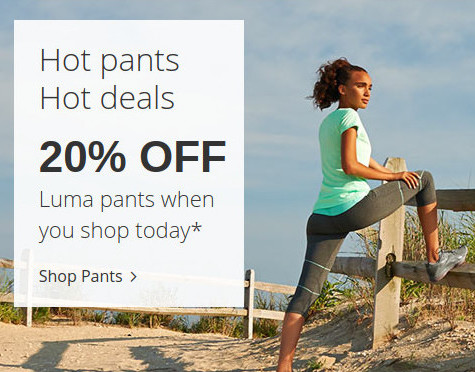 Hot pants
Hot deals
20% OFF
Luma pants when
you shop today*
Shop Pants >